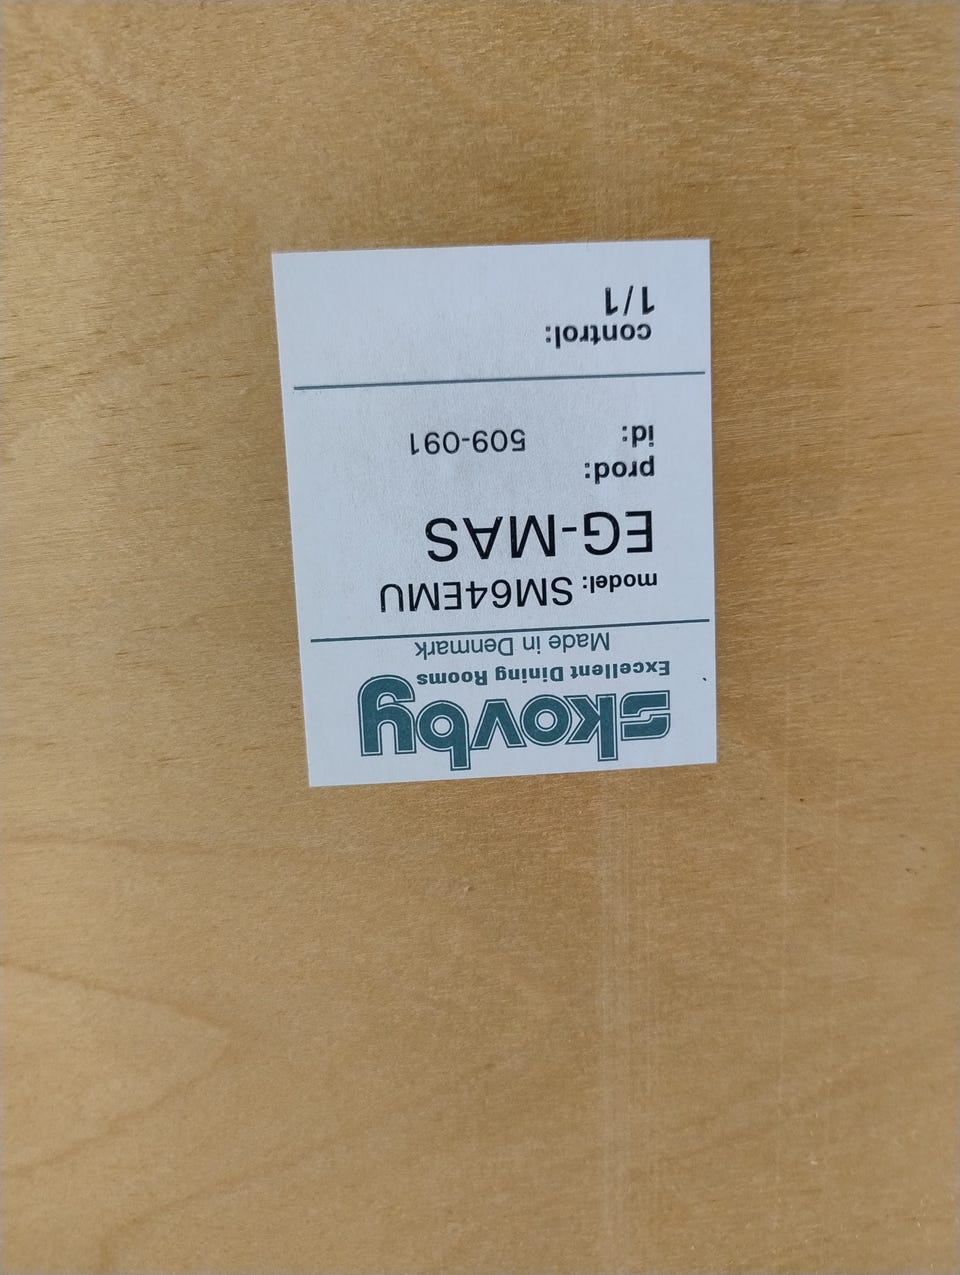 skovby
Excellent Dining Rooms
Made in Denmark
model: SM64EMU
EG-MAS
prod:
id: 509-091
control:
1/1